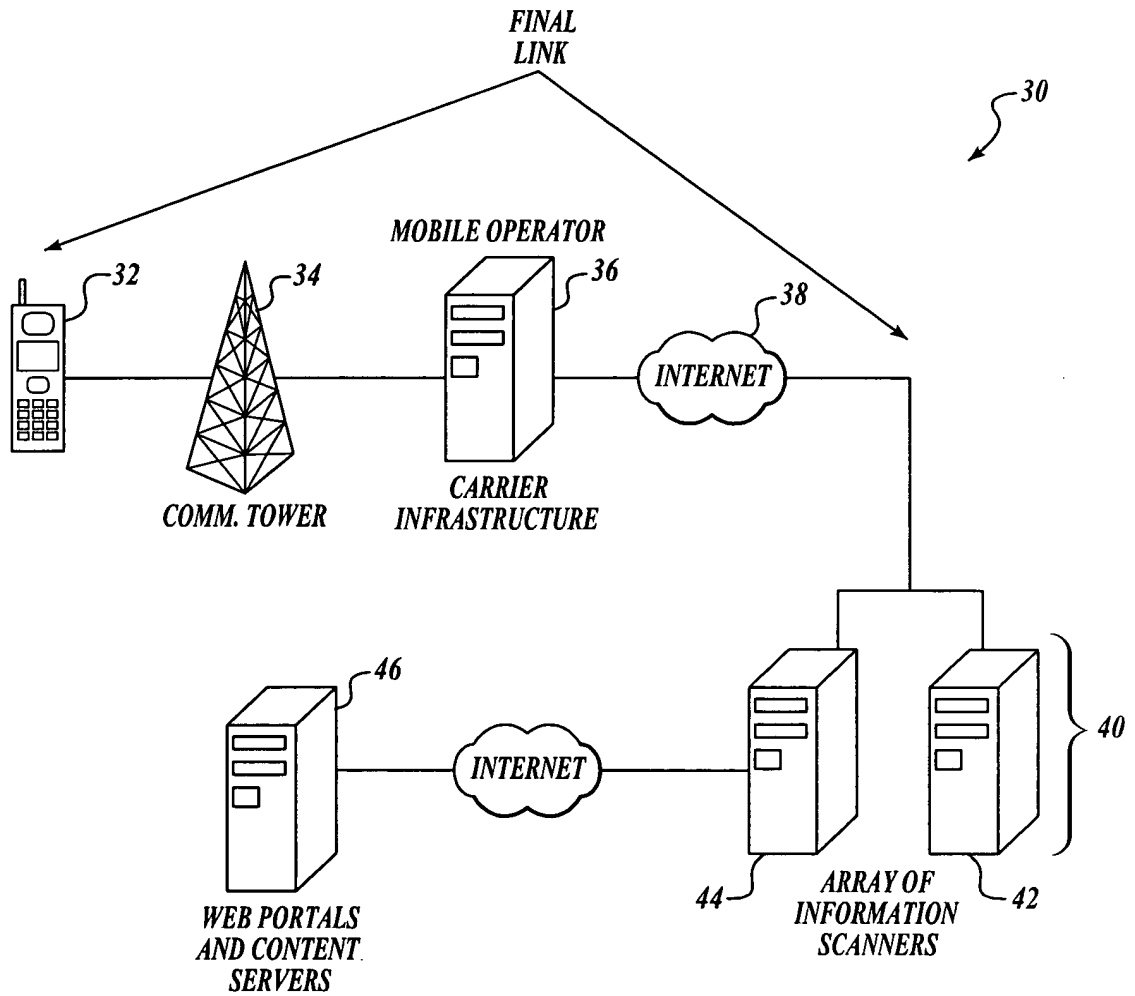 FINAL
LINK
30
MOBILE OPERATOR
32
34
36
38
INTERNET
COMM. TOWER
CARRIER
INFRASTRUCTURE
46
INTERNET
40
44
ARRAY OF
INFORMATION
SCANNERS
42
WEB PORTALS
AND CONTENT
SERVERS